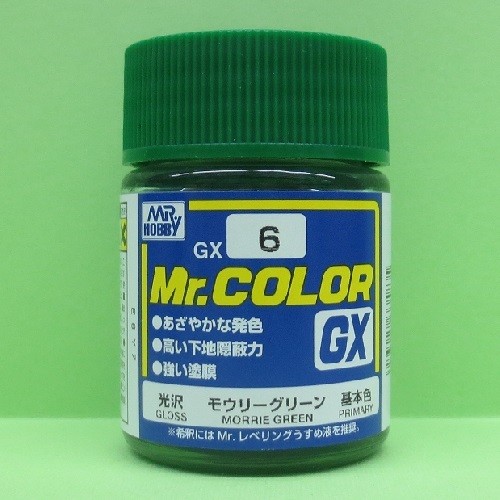 MR. HOBBY
GX 6
Mr.COLOR
GX
●あざやかな発色
●高い下地隠蔽力
●強い塗膜
光沢 モウリーグリーン 基本色
GLOSS MORRIE GREEN PRIMARY
※希釈にはMr.レベリングうすめ液を推奨。